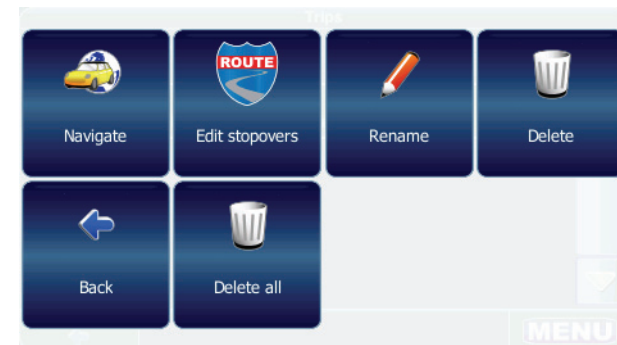 Trips
ROUTE
Navigate
Edit stopovers
Rename
Delete
Back
Delete all
MENU